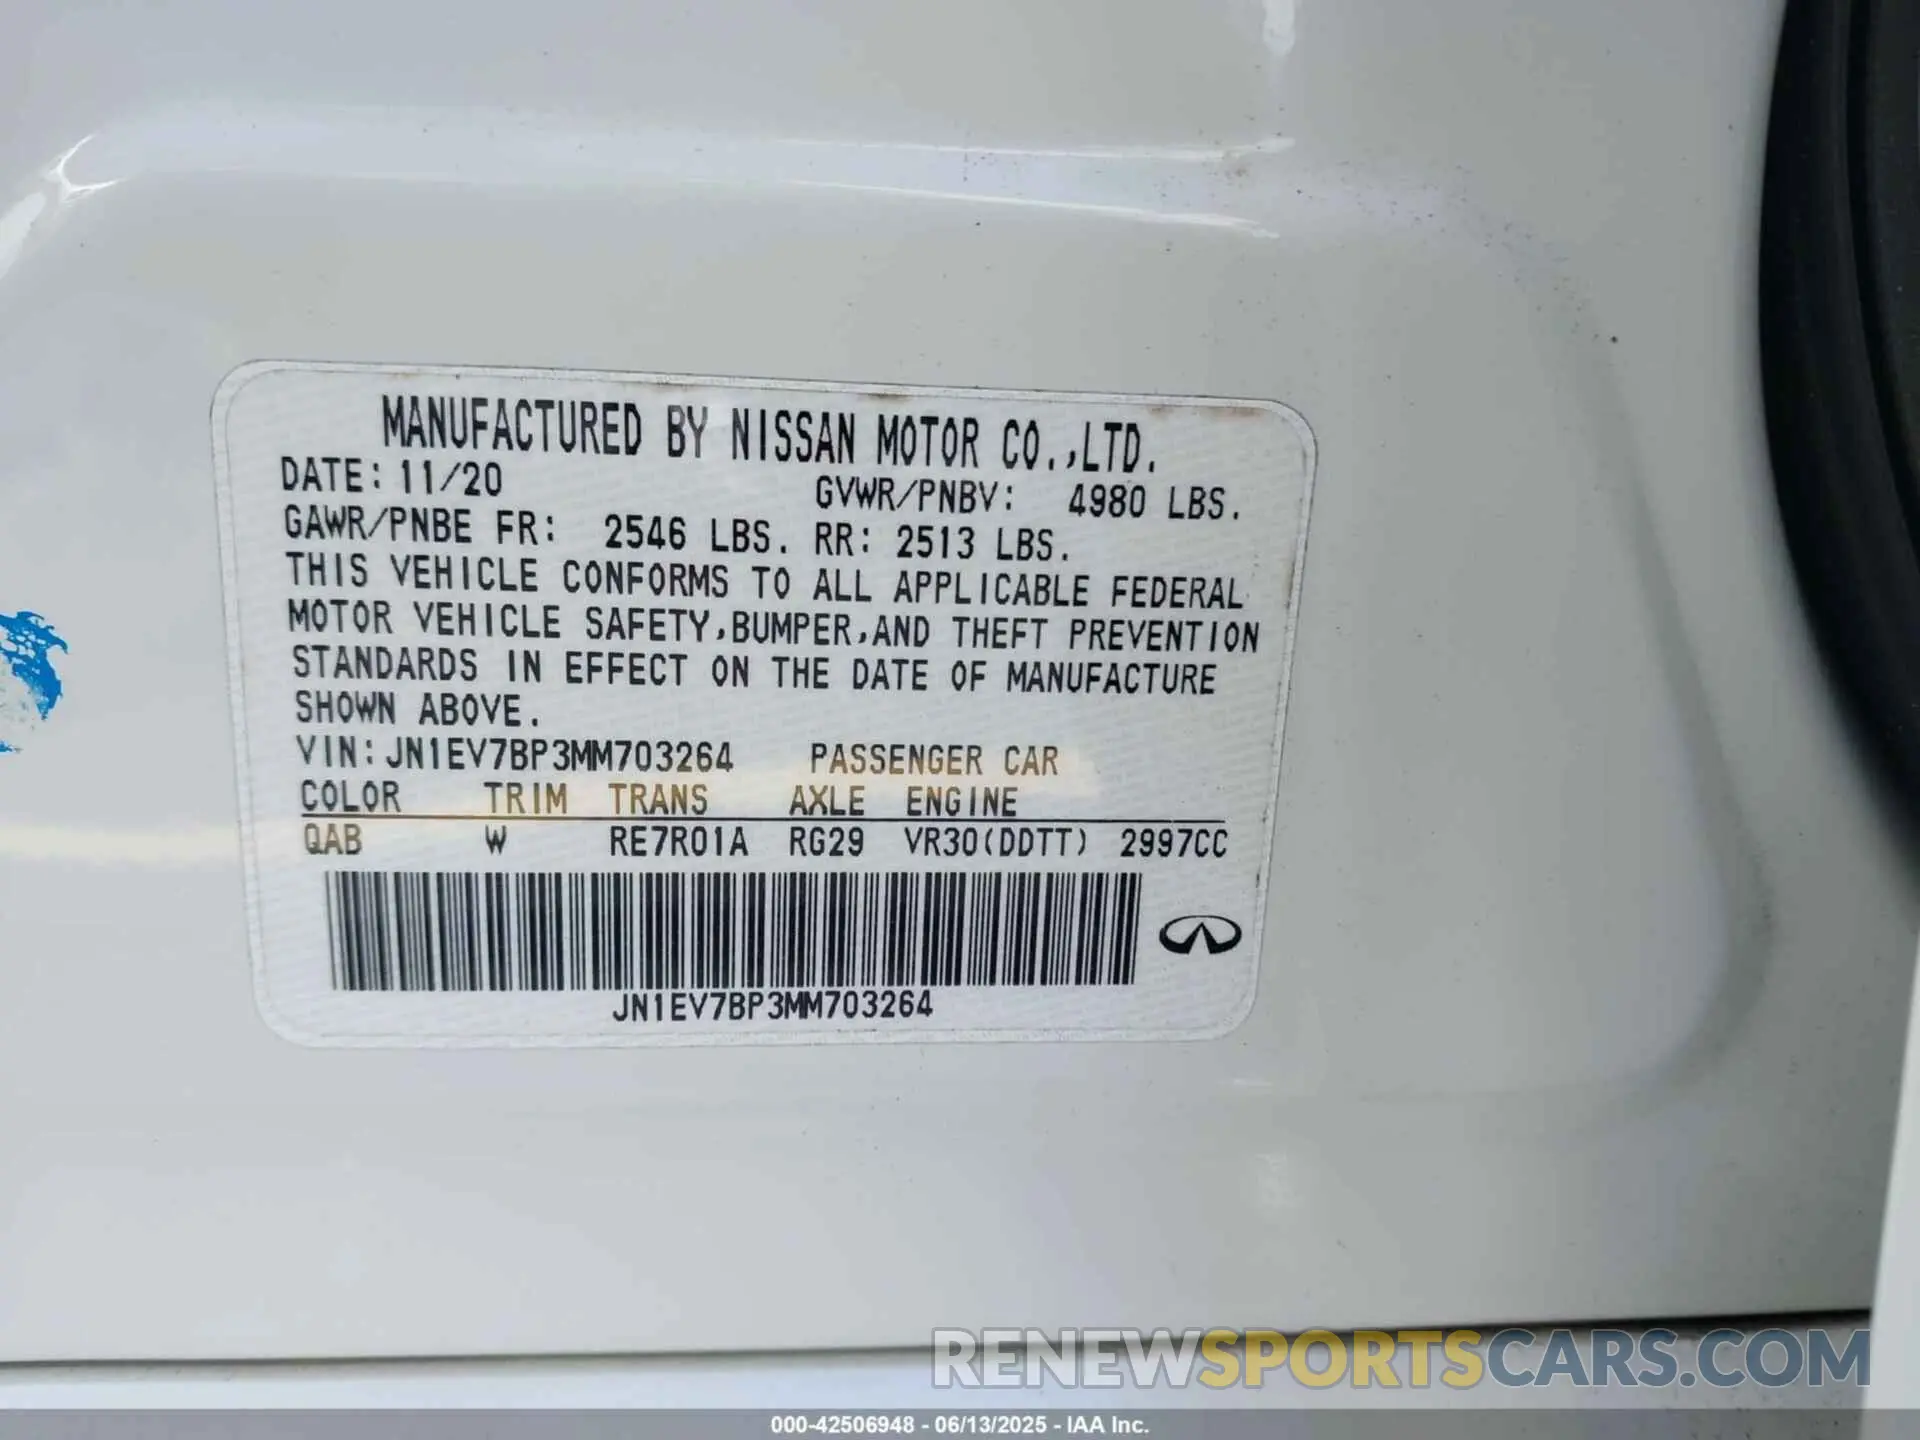 MANUFACTURED BY NISSAN MOTOR CO.,LTD.
DATE: 11/20 GVWR/PNBV: 4980 LBS.
GAWR/PNBE FR: 2546 LBS. RR: 2513 LBS.
THIS VEHICLE CONFORMS TO ALL APPLICABLE FEDERAL
MOTOR VEHICLE SAFETY,BUMPER,AND THEFT PREVENTION
STANDARDS IN EFFECT ON THE DATE OF MANUFACTURE
SHOWN ABOVE.
VIN: JN1EV7BP3MM703264 PASSENGER CAR
COLOR TRIM TRANS AXLE ENGINE
QAB W RE7R01A RG29 VR30(DDTT) 2997CC
JN1EV7BP3MM703264
RENEWSPORTSCARS.COM
000-42506948 - 06/13/2025 - IAA Inc.